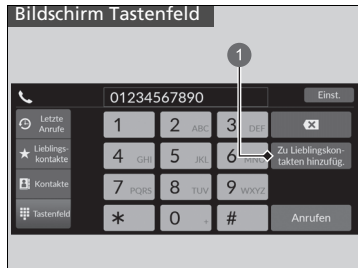 Bildschirm Tastenfeld
1
01234567890
Einst.
Letzte
Anrufe
1
2 ABC
3 DEF
Lieblings-
kontakte
4 GHI
5 JKL
6 MNO
Zu Lieblingskon-
takten hinzufüg.
Kontakte
7 PQRS
8 TUV
9 WXYZ
Tastenfeld
*
0 +
#
Anrufen